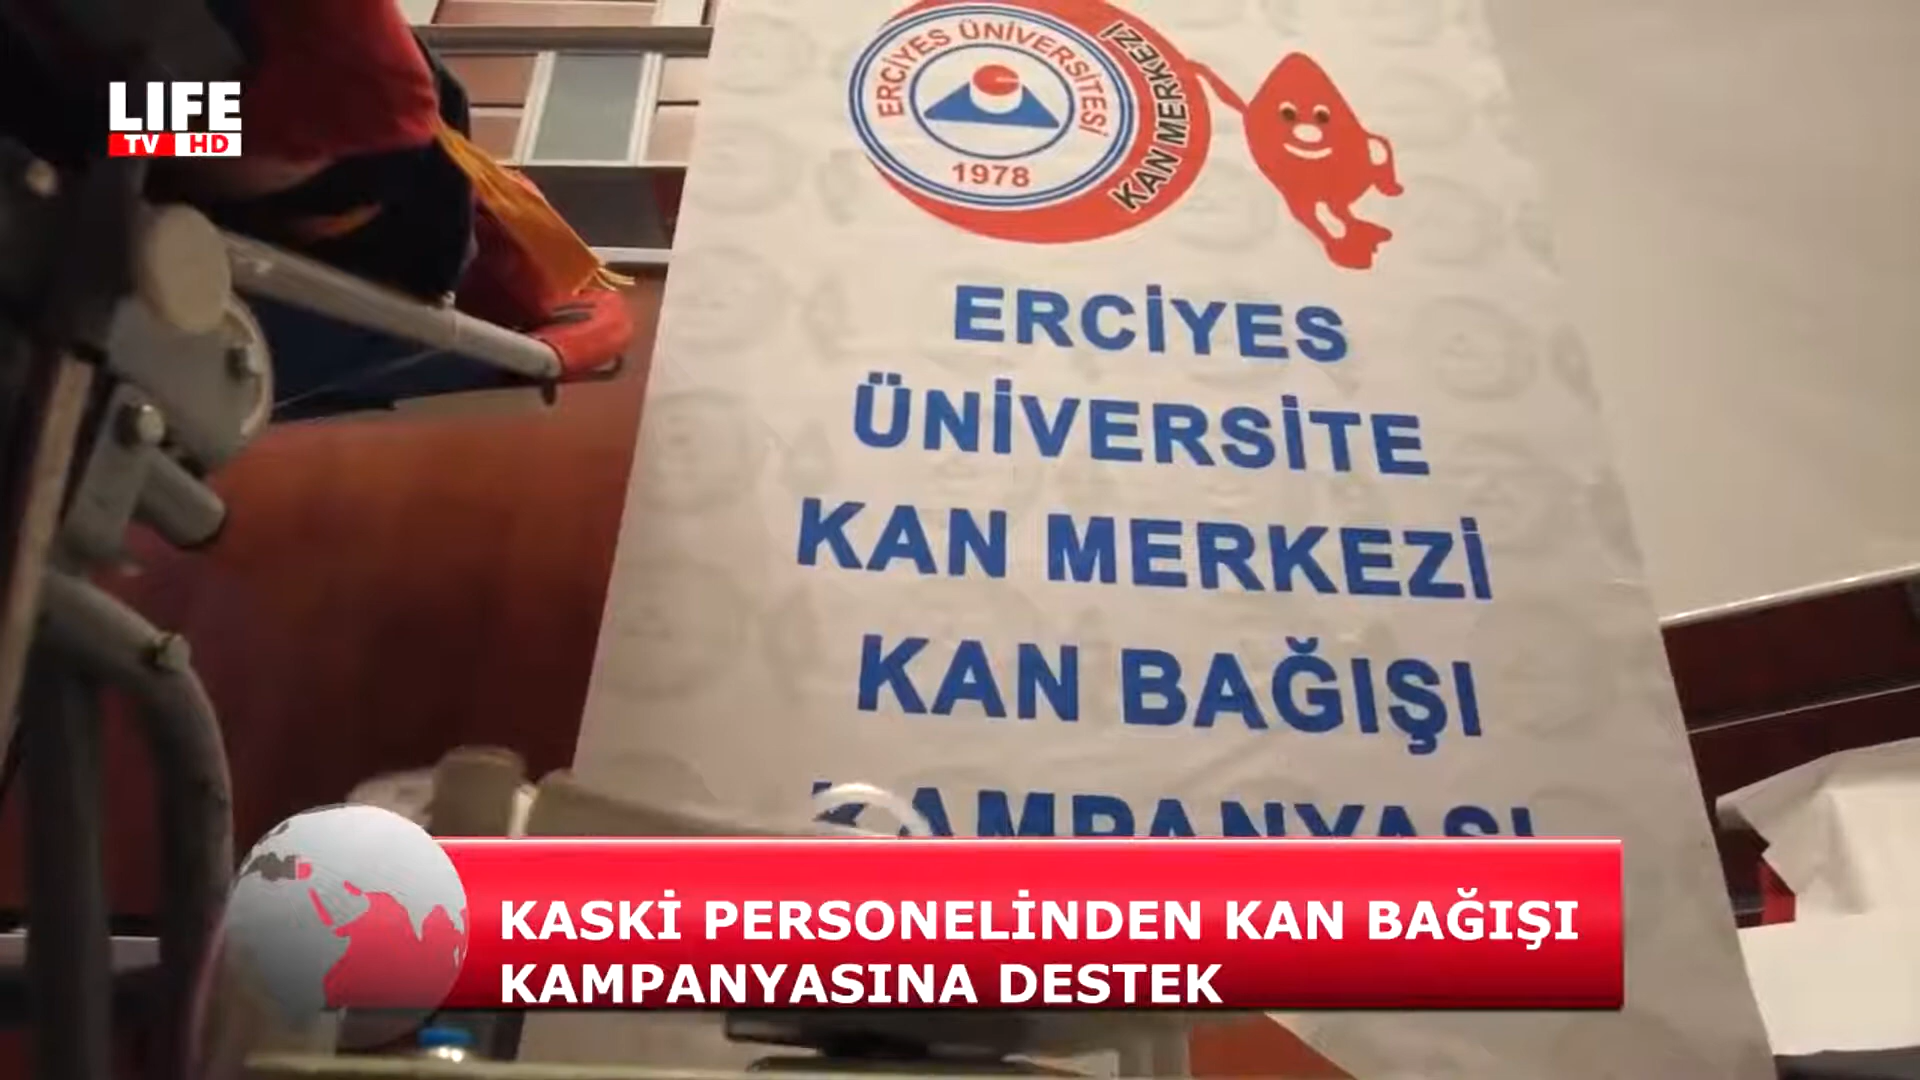 LIFE
TV HD
ERCİYES ÜNİVERSİTESİ
1978
KAN MERKEZİ
ERCİYES
ÜNİVERSİTE
KAN MERKEZİ
KAN BAĞIŞI
KAMPANYASI
KASKİ PERSONELİNDEN KAN BAĞIŞI
KAMPANYASINA DESTEK